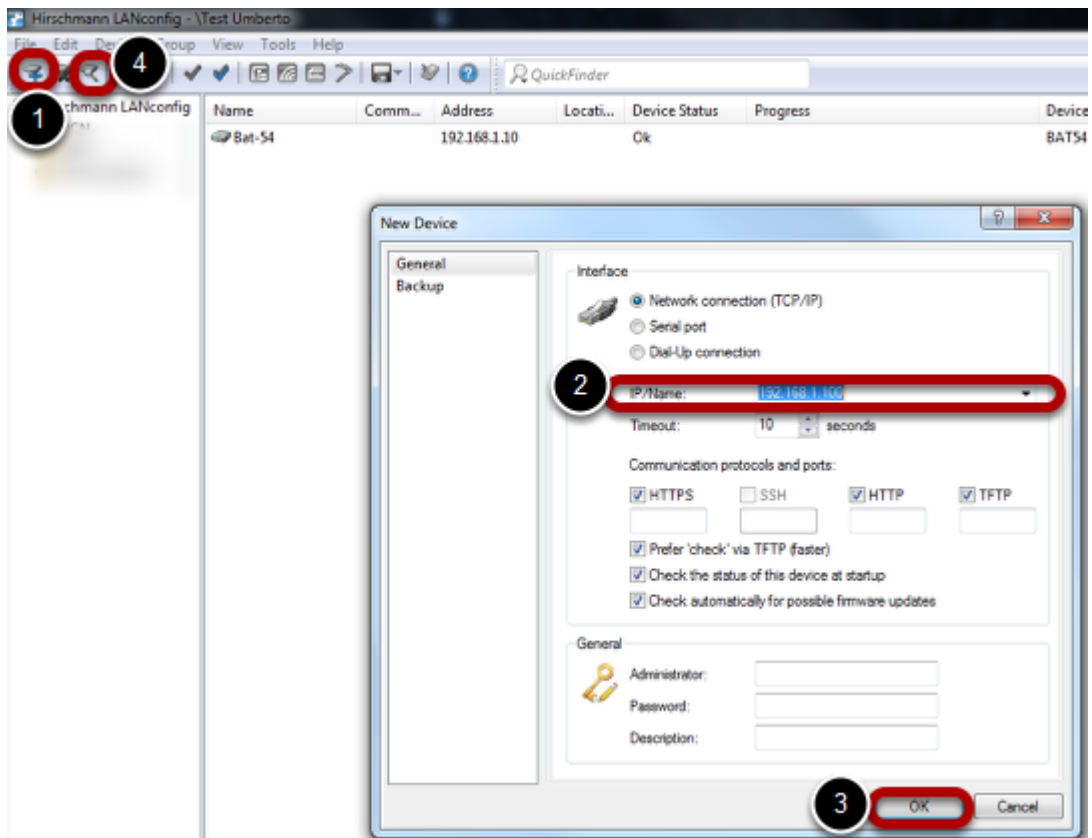 Hirschmann LANconfig - \Test Umberto
File Edit Group View Tools Help
4
QuickFinder
1
LANconfig
Name Comm... Address Locati... Device Status Progress Device
Bat-54 192.168.1.10 Ok BAT54
New Device
General
Backup
Interface
Network connection (TCP/IP)
Serial port
Dial-Up connection
2
IP/Name: 192.168.1.100
Timeout: 10 seconds
Communication protocols and ports:
HTTPS SSH HTTP TFTP
Prefer 'check' via TFTP (faster)
Check the status of this device at startup
Check automatically for possible firmware updates
General
Administrator:
Password:
Description:
3
OK Cancel